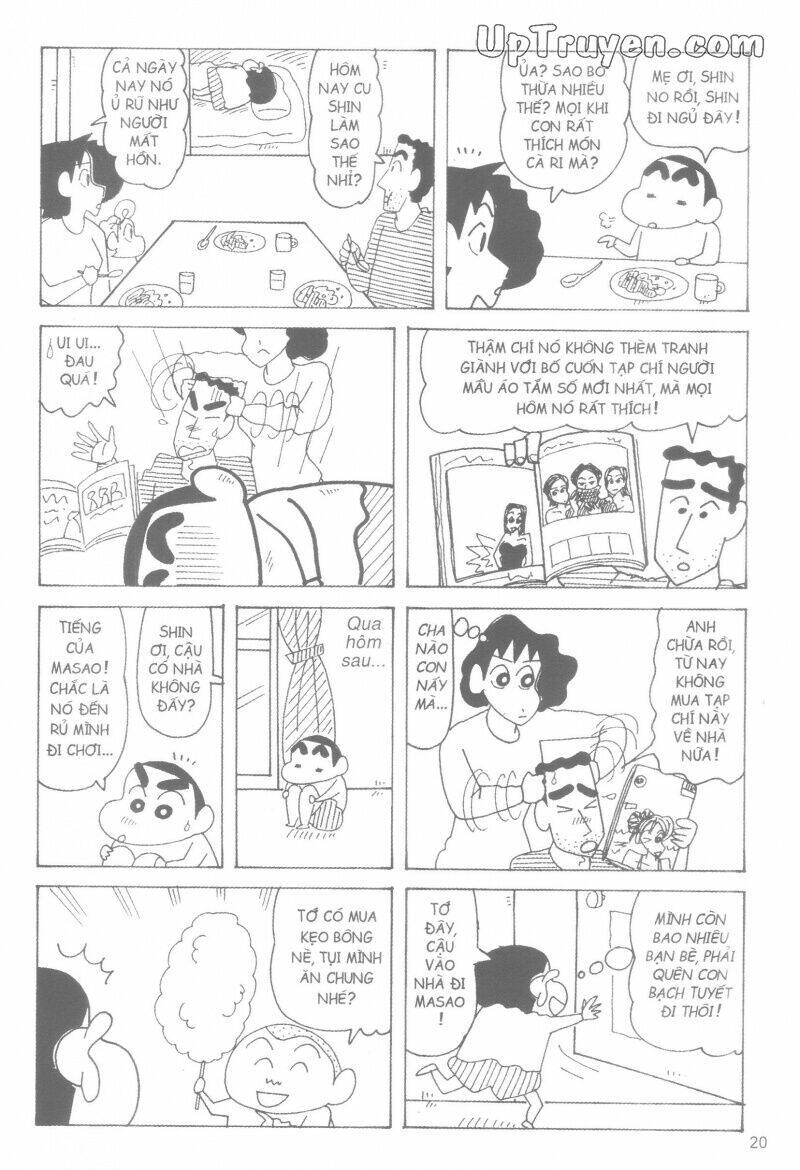 UpTruyen.com
MẸ ƠI, SHIN
NO RỒI, SHIN
ĐI NGỦ ĐÂY!
ỦA? SAO BỎ
THỪA NHIỀU
THẾ? MỌI KHI
CON RẤT
THÍCH MÓN
CÀ RI MÀ?
HÔM
NAY CU
SHIN
LÀM
SAO
THẾ
NHỈ?
CẢ NGÀY
NAY NÓ
Ủ RŨ NHƯ
NGƯỜI
MẤT
HỒN.
THẬM CHÍ NÓ KHÔNG THÈM TRANH
GIÀNH VỚI BỐ CUỐN TẠP CHÍ NGƯỜI
MẪU ÁO TẮM SỐ MỚI NHẤT, MÀ MỌI
HÔM NÓ RẤT THÍCH!
UI UI...
ĐAU
QUÁ!
ANH
CHỪA RỒI,
TỪ NAY
KHÔNG
MUA TẠP
CHÍ NÀY
VỀ NHÀ
NỮA!
CHA
NÀO
CON
NẤY
MÀ...
Qua
hôm
sau...
SHIN
ƠI, CẬU
CÓ NHÀ
KHÔNG
ĐẤY?
TIẾNG
CỦA
MASAO!
CHẮC LÀ
NÓ ĐẾN
RỦ MÌNH
ĐI CHƠI...
MÌNH CÒN
BAO NHIÊU
BẠN BÈ, PHẢI
QUÊN CON
BẠCH TUYẾT
ĐI THÔI!
TỚ
ĐÂY,
CẬU
VÀO
NHÀ ĐI
MASAO
!
TỚ CÓ MUA
KẸO BÔNG
NÈ, TỤI MÌNH
ĂN CHUNG
NHÉ?
20